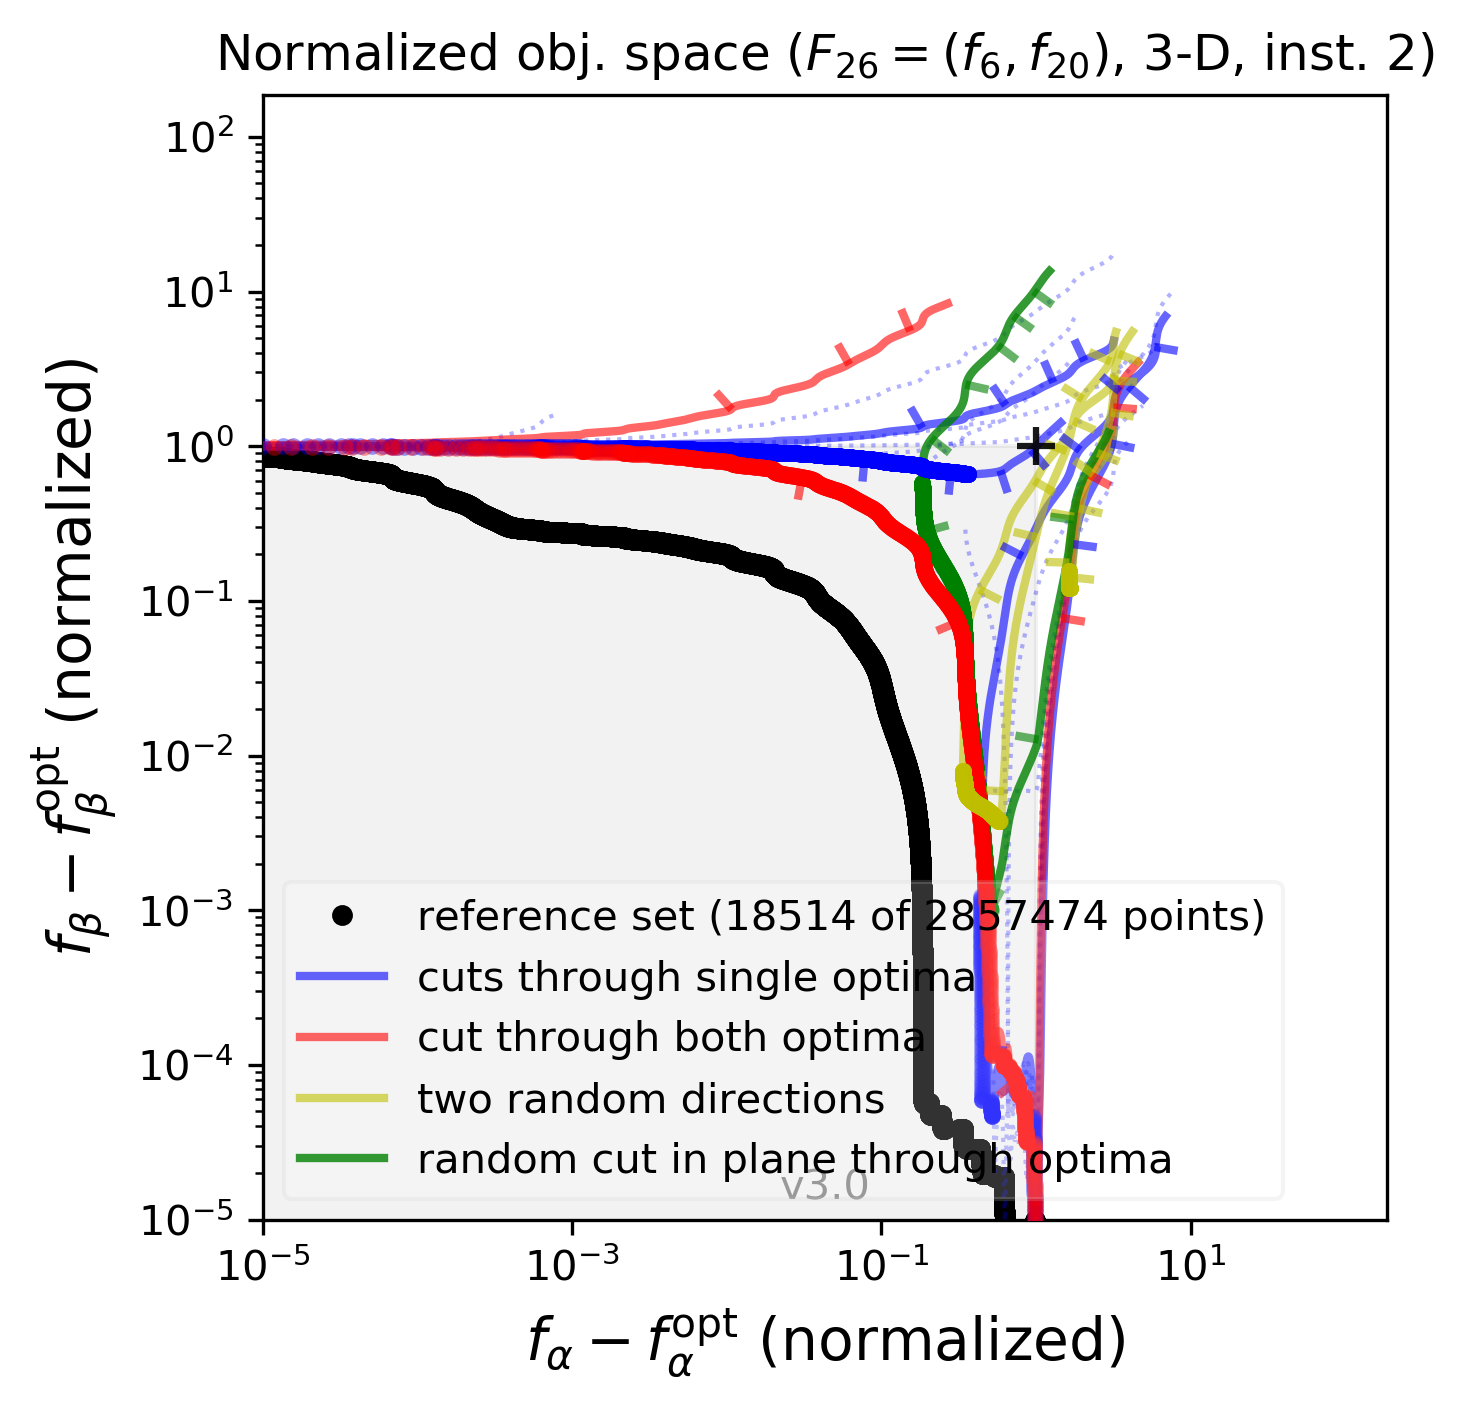 Normalized obj. space (F₂₆ = (f₆, f₂₀), 3-D, inst. 2)
10²
10¹
10⁰
10⁻¹
10⁻²
10⁻³
10⁻⁴
10⁻⁵
f_β − f_β^opt (normalized)
reference set (18514 of 2857474 points)
cuts through single optima
cut through both optima
two random directions
random cut in plane through optima
v3.0
10⁻⁵ 10⁻³ 10⁻¹ 10¹
f_α − f_α^opt (normalized)